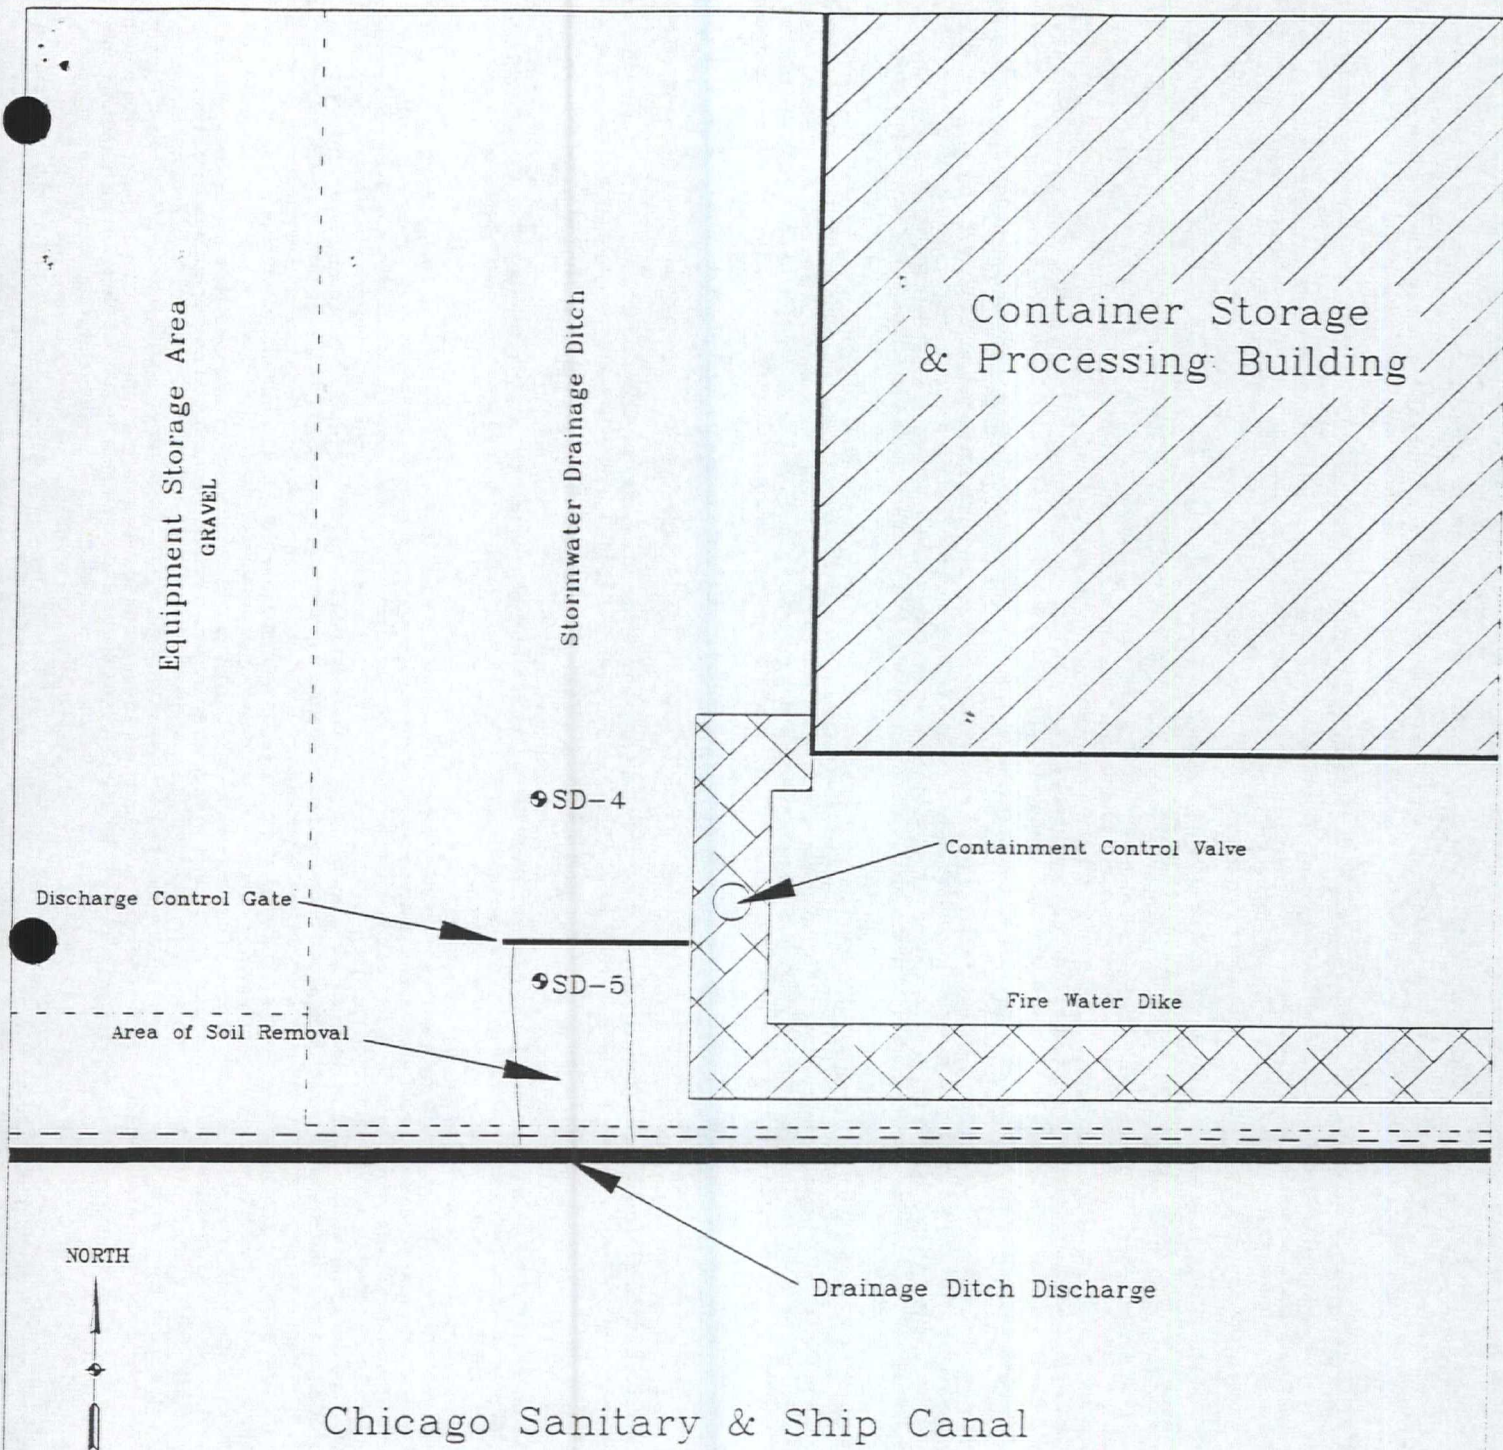 Equipment Storage Area
GRAVEL
Stormwater Drainage Ditch
Container Storage
& Processing Building
SD-4
Containment Control Valve
Discharge Control Gate
SD-5
Fire Water Dike
Area of Soil Removal
NORTH
Drainage Ditch Discharge
Chicago Sanitary & Ship Canal